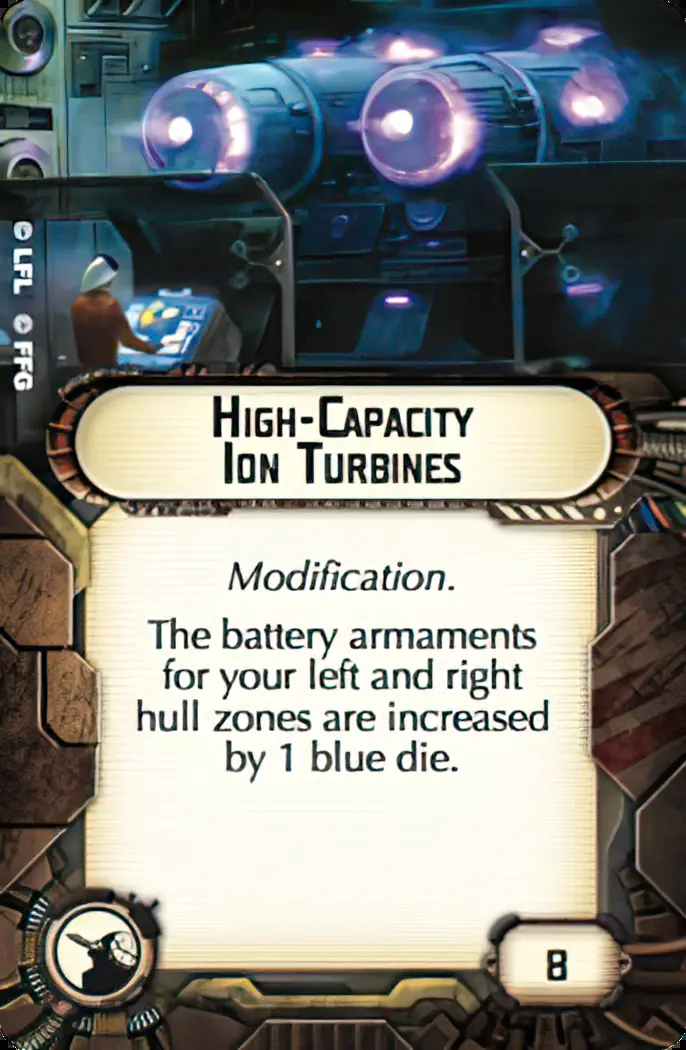 © LFL © FFG
High-Capacity
Ion Turbines
Modification.
The battery armaments
for your left and right
hull zones are increased
by 1 blue die.
8